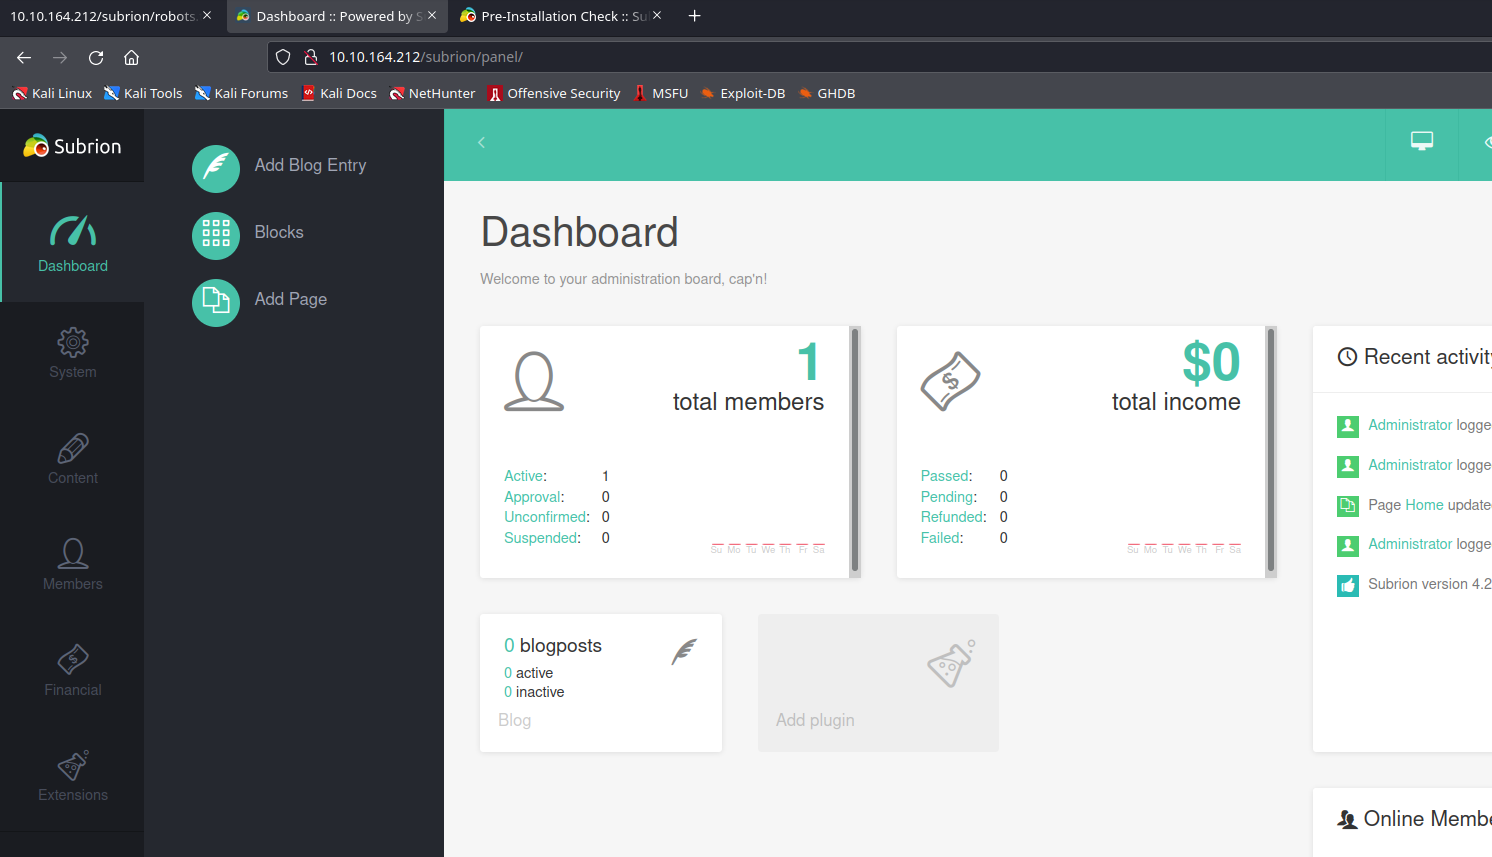 10.10.164.212/subrion/robots.
Dashboard :: Powered by S
Pre-Installation Check :: Su
10.10.164.212/subrion/panel/
Kali Linux
Kali Tools
Kali Forums
Kali Docs
NetHunter
Offensive Security
MSFU
Exploit-DB
GHDB
Subrion
Dashboard
System
Content
Members
Financial
Extensions
Add Blog Entry
Blocks
Add Page
Dashboard
Welcome to your administration board, cap'n!
1
total members
Active: 1
Approval: 0
Unconfirmed: 0
Suspended: 0
Su Mo Tu We Th Fr Sa
$0
total income
Passed: 0
Pending: 0
Refunded: 0
Failed: 0
Su Mo Tu We Th Fr Sa
0 blogposts
0 active
0 inactive
Blog
Add plugin
Recent activity
Administrator logge
Administrator logge
Page Home update
Administrator logge
Subrion version 4.2
Online Membe